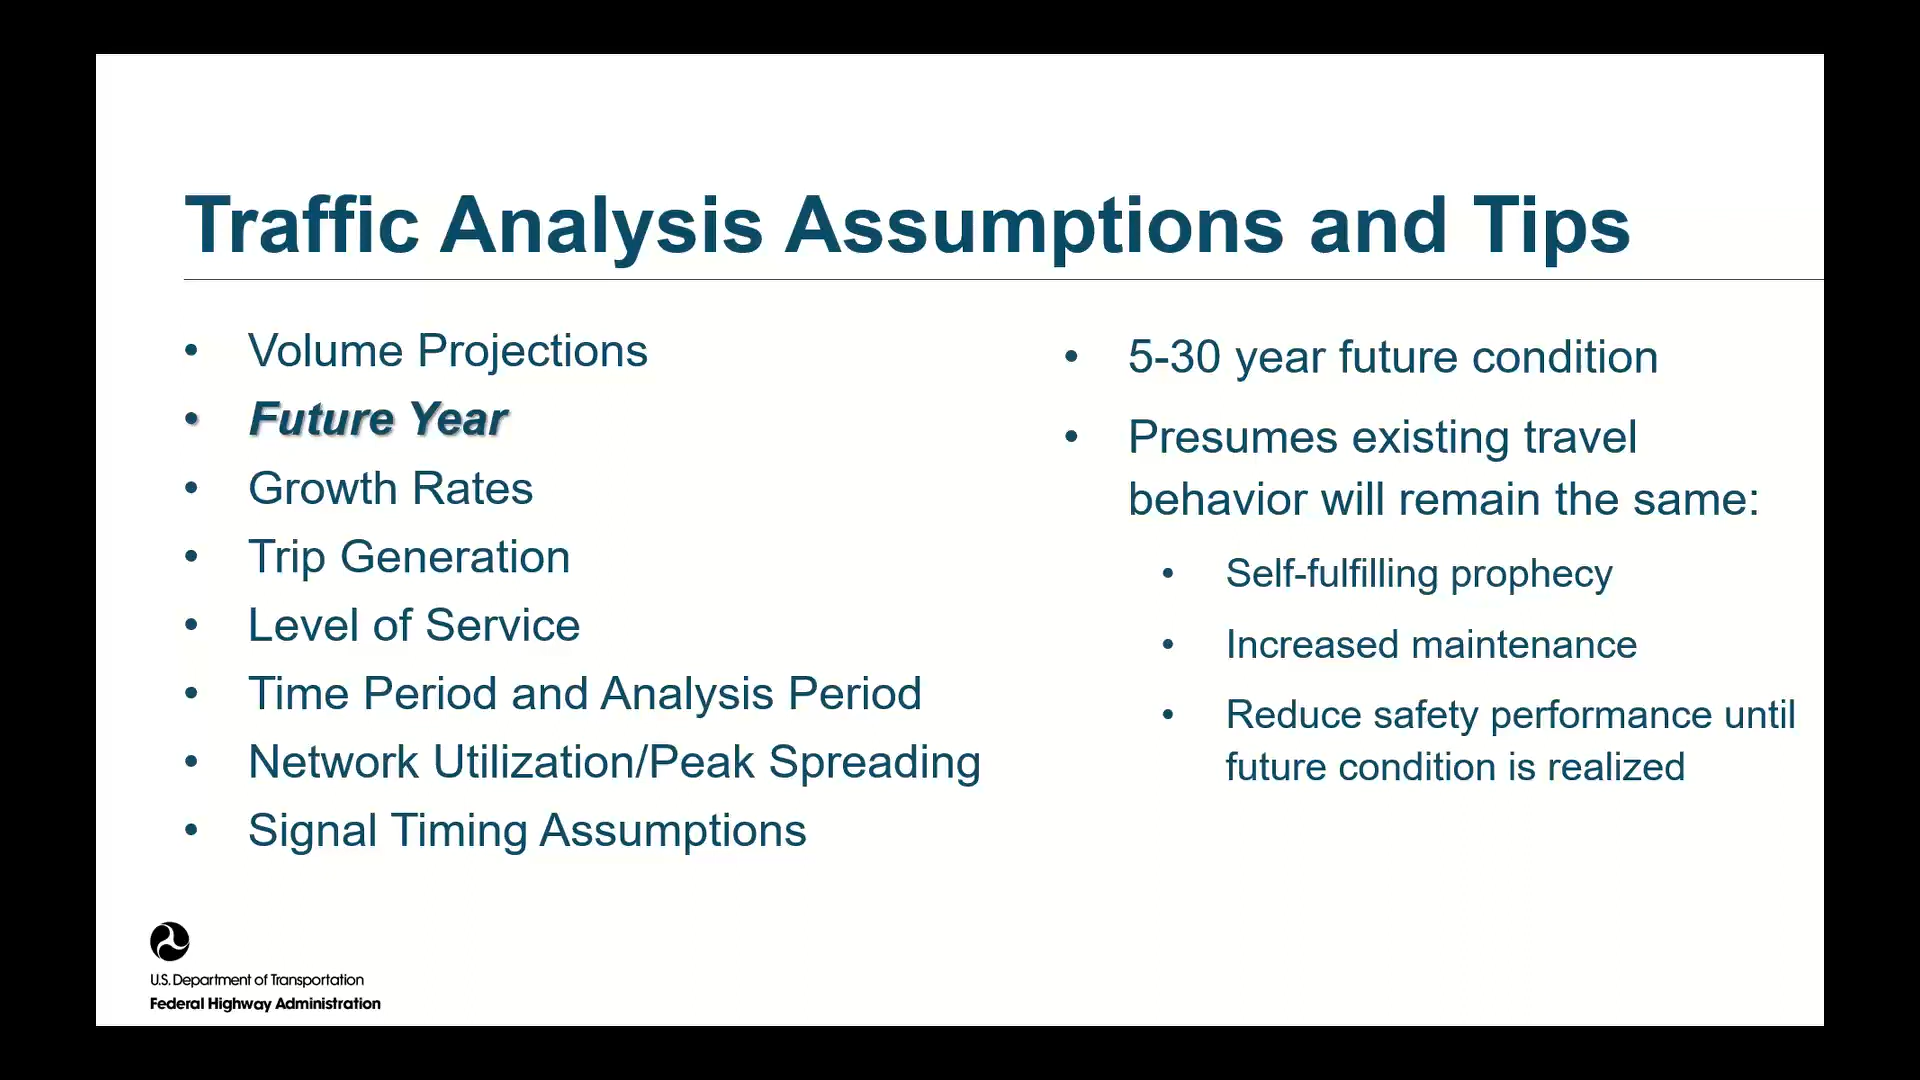 Traffic Analysis Assumptions and Tips
• Volume Projections
• Future Year
• Growth Rates
• Trip Generation
• Level of Service
• Time Period and Analysis Period
• Network Utilization/Peak Spreading
• Signal Timing Assumptions
• 5-30 year future condition
• Presumes existing travel
behavior will remain the same:
• Self-fulfilling prophecy
• Increased maintenance
• Reduce safety performance until
future condition is realized
U.S. Department of Transportation
Federal Highway Administration